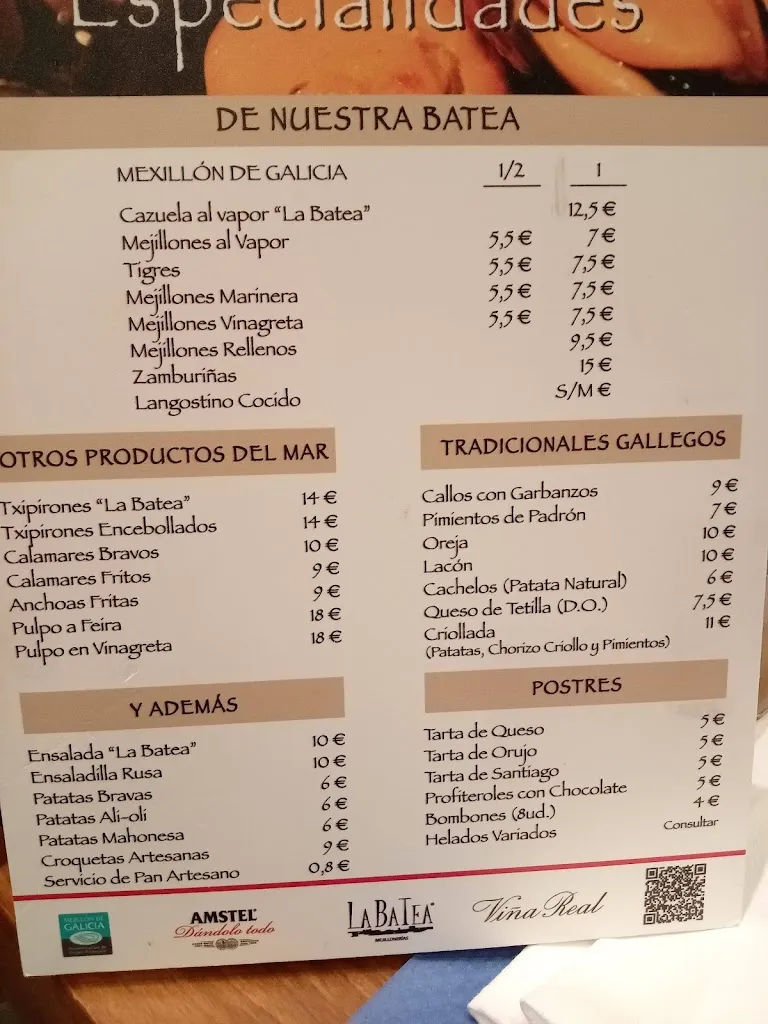 Especialidades
DE NUESTRA BATEA
MEXILLÓN DE GALICIA 1/2 1
Cazuela al vapor “La Batea” 12,5 €
Mejillones al Vapor 5,5 € 7 €
Tigres 5,5 € 7,5 €
Mejillones Marinera 5,5 € 7,5 €
Mejillones Vinagreta 5,5 € 7,5 €
Mejillones Rellenos 9,5 €
Zamburiñas 15 €
Langostino Cocido S/M €
OTROS PRODUCTOS DEL MAR
Txipirones “La Batea” 14 €
Txipirones Encebollados 14 €
Calamares Bravos 10 €
Calamares Fritos 9 €
Anchoas Fritas 9 €
Pulpo a Feira 18 €
Pulpo en Vinagreta 18 €
TRADICIONALES GALLEGOS
Callos con Garbanzos 9 €
Pimientos de Padrón 7 €
Oreja 10 €
Lacón 10 €
Cachelos (Patata Natural) 6 €
Queso de Tetilla (D.O.) 7,5 €
Criollada 11 €
(Patatas, Chorizo Criollo y Pimientos)
Y ADEMÁS
Ensalada “La Batea” 10 €
Ensaladilla Rusa 10 €
Patatas Bravas 6 €
Patatas Ali-oli 6 €
Patatas Mahonesa 6 €
Croquetas Artesanas 9 €
Servicio de Pan Artesano 0,8 €
POSTRES
Tarta de Queso 5 €
Tarta de Orujo 5 €
Tarta de Santiago 5 €
Profiteroles con Chocolate 5 €
Bombones (8ud.) 4 €
Helados Variados Consultar
MEJILLÓN DE
GALICIA
AMSTEL
Dándolo todo
LA BATEA
MEJILLONERÍAS
Viña Real